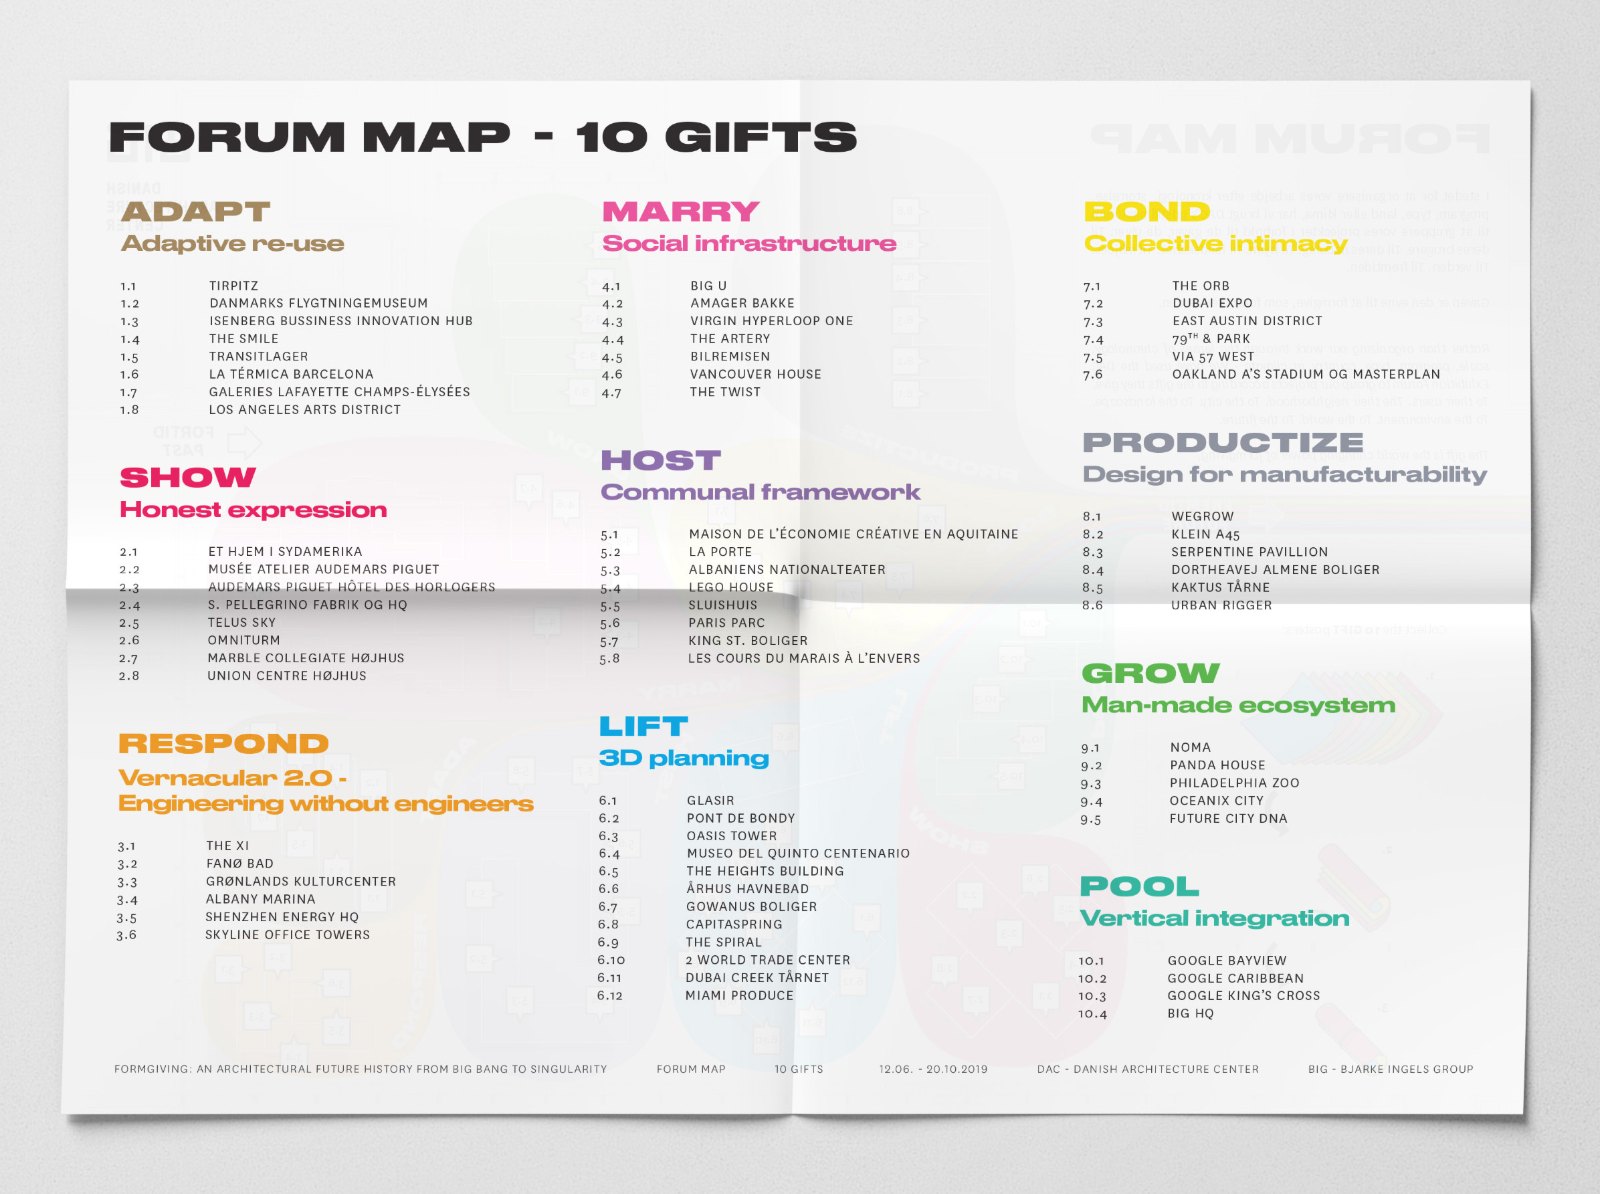 FORUM MAP - 10 GIFTS
ADAPT
Adaptive re-use
1.1 TIRPITZ
1.2 DANMARKS FLYGTNINGEMUSEUM
1.3 ISENBERG BUSSINESS INNOVATION HUB
1.4 THE SMILE
1.5 TRANSITLAGER
1.6 LA TÉRMICA BARCELONA
1.7 GALERIES LAFAYETTE CHAMPS-ÉLYSÉES
1.8 LOS ANGELES ARTS DISTRICT
SHOW
Honest expression
2.1 ET HJEM I SYDAMERIKA
2.2 MUSÉE ATELIER AUDEMARS PIGUET
2.3 AUDEMARS PIGUET HÔTEL DES HORLOGERS
2.4 S. PELLEGRINO FABRIK OG HQ
2.5 TELUS SKY
2.6 OMNITURM
2.7 MARBLE COLLEGIATE HØJHUS
2.8 UNION CENTRE HØJHUS
RESPOND
Vernacular 2.0 -
Engineering without engineers
3.1 THE XI
3.2 FANØ BAD
3.3 GRØNLANDS KULTURCENTER
3.4 ALBANY MARINA
3.5 SHENZHEN ENERGY HQ
3.6 SKYLINE OFFICE TOWERS
MARRY
Social infrastructure
4.1 BIG U
4.2 AMAGER BAKKE
4.3 VIRGIN HYPERLOOP ONE
4.4 THE ARTERY
4.5 BILREMISEN
4.6 VANCOUVER HOUSE
4.7 THE TWIST
HOST
Communal framework
5.1 MAISON DE L'ÉCONOMIE CRÉATIVE EN AQUITAINE
5.2 LA PORTE
5.3 ALBANIENS NATIONALTEATER
5.4 LEGO HOUSE
5.5 SLUISHUIS
5.6 PARIS PARC
5.7 KING ST. BOLIGER
5.8 LES COURS DU MARAIS À L'ENVERS
LIFT
3D planning
6.1 GLASIR
6.2 PONT DE BONDY
6.3 OASIS TOWER
6.4 MUSEO DEL QUINTO CENTENARIO
6.5 THE HEIGHTS BUILDING
6.6 ÅRHUS HAVNEBAD
6.7 GOWANUS BOLIGER
6.8 CAPITASPRING
6.9 THE SPIRAL
6.10 2 WORLD TRADE CENTER
6.11 DUBAI CREEK TÅRNET
6.12 MIAMI PRODUCE
BOND
Collective intimacy
7.1 THE ORB
7.2 DUBAI EXPO
7.3 EAST AUSTIN DISTRICT
7.4 79TH & PARK
7.5 VIA 57 WEST
7.6 OAKLAND A'S STADIUM OG MASTERPLAN
PRODUCTIZE
Design for manufacturability
8.1 WEGROW
8.2 KLEIN A45
8.3 SERPENTINE PAVILLION
8.4 DORTHEAVEJ ALMENE BOLIGER
8.5 KAKTUS TÅRNE
8.6 URBAN RIGGER
GROW
Man-made ecosystem
9.1 NOMA
9.2 PANDA HOUSE
9.3 PHILADELPHIA ZOO
9.4 OCEANIX CITY
9.5 FUTURE CITY DNA
POOL
Vertical integration
10.1 GOOGLE BAYVIEW
10.2 GOOGLE CARIBBEAN
10.3 GOOGLE KING'S CROSS
10.4 BIG HQ
FORMGIVING: AN ARCHITECTURAL FUTURE HISTORY FROM BIG BANG TO SINGULARITY FORUM MAP 10 GIFTS 12.06. - 20.10.2019 DAC - DANISH ARCHITECTURE CENTER BIG - BJARKE INGELS GROUP